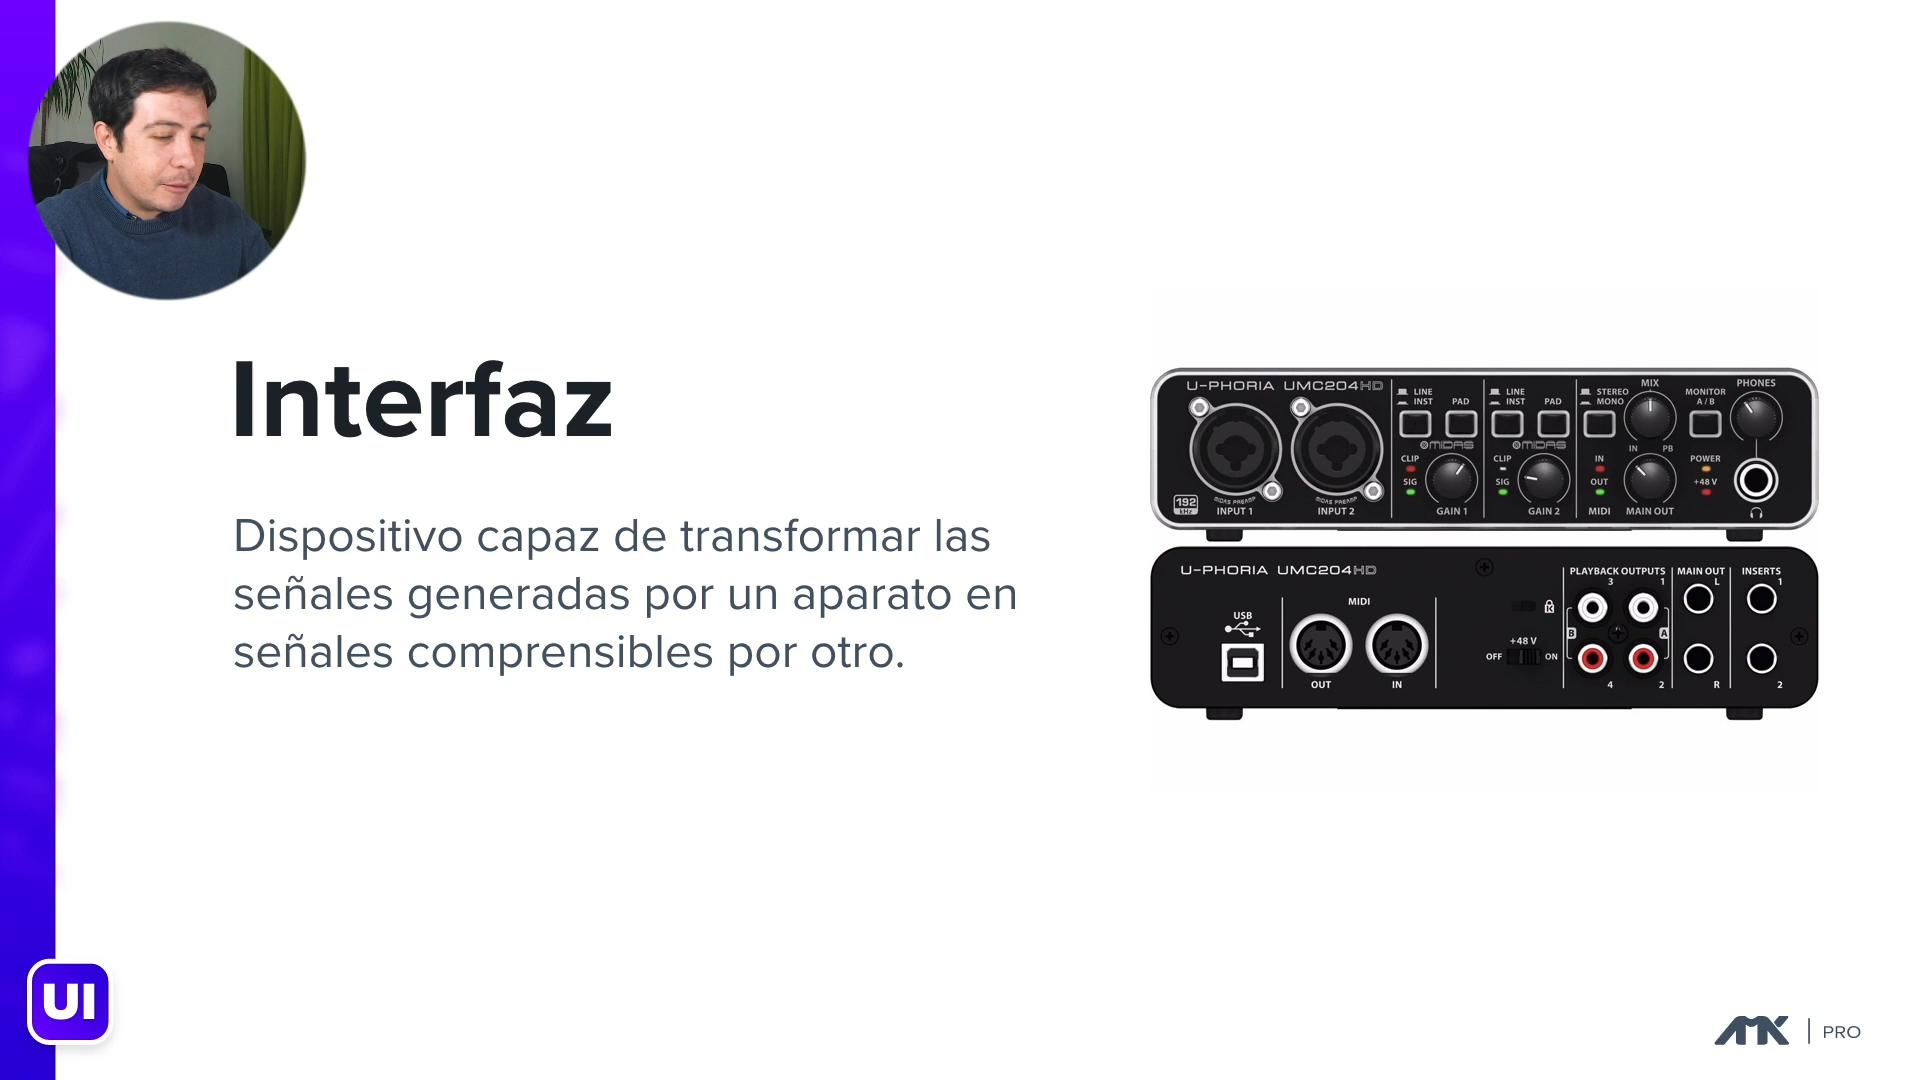 Interfaz
Dispositivo capaz de transformar las
señales generadas por un aparato en
señales comprensibles por otro.
U-PHORIA UMC204HD
LINE
INST
PAD
LINE
INST
PAD
STEREO
MONO
MIX
MONITOR
A / B
PHONES
MIDAS
MIDAS
IN
PB
CLIP
SIG
CLIP
SIG
IN
OUT
POWER
+48 V
192
kHz
MIDAS PREAMP
INPUT 1
MIDAS PREAMP
INPUT 2
GAIN 1
GAIN 2
MIDI
MAIN OUT
U-PHORIA UMC204HD
USB
MIDI
OUT
IN
K
+48 V
OFF
ON
PLAYBACK OUTPUTS
3
1
B
A
4
2
MAIN OUT
L
R
INSERTS
1
2
UI
AMK | PRO